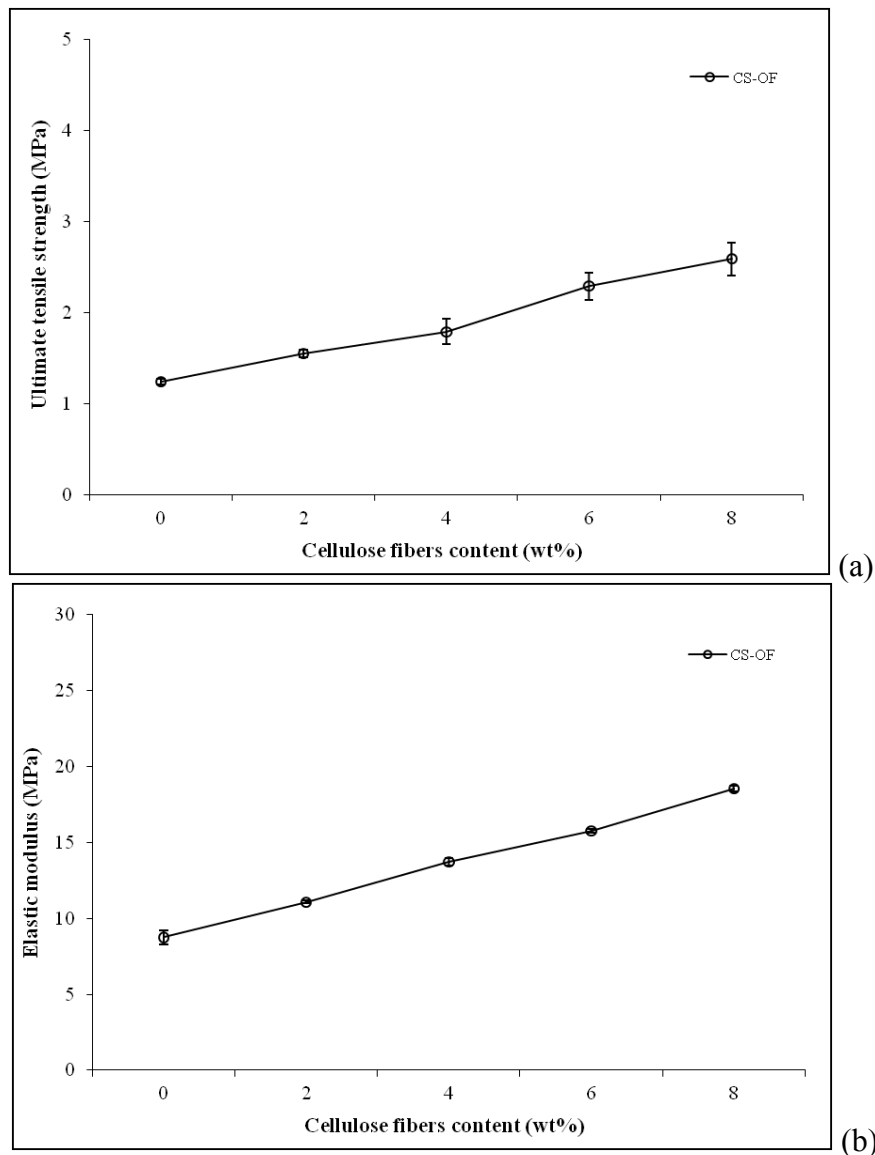 5
4
3
2
1
0
Ultimate tensile strength (MPa)
CS-OF
0 2 4 6 8
Cellulose fibers content (wt%)
(a)
30
25
20
15
10
5
0
Elastic modulus (MPa)
CS-OF
0 2 4 6 8
Cellulose fibers content (wt%)
(b)